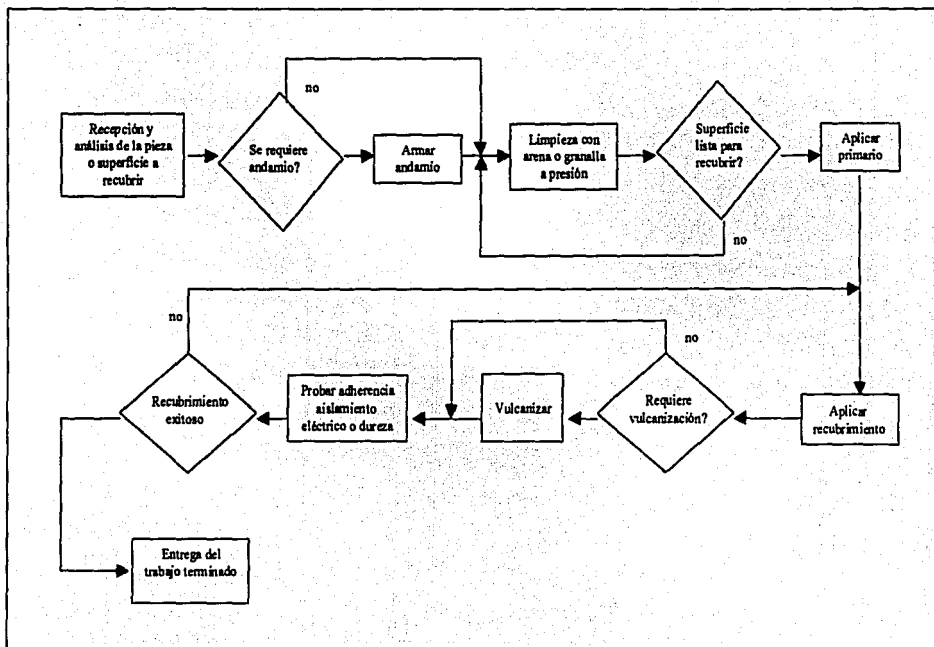 Recepción y
análisis de la pieza
o superficie a
recubrir
Se requiere
andamio?
no
Armar
andamio
Limpieza con
arena o granalla
a presión
Superficie
lista para
recubrir?
no
Aplicar
primario
Aplicar
recubrimiento
Requiere
vulcanización?
no
Vulcanizar
Probar adherencia
aislamiento
eléctrico o dureza
Recubrimiento
exitoso
no
Entrega del
trabajo terminado